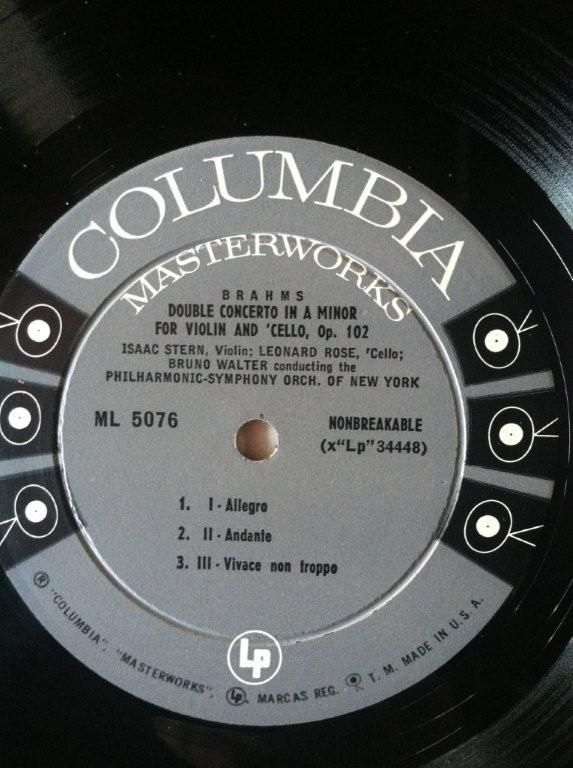 COLUMBIA
MASTERWORKS
BRAHMS
DOUBLE CONCERTO IN A MINOR
FOR VIOLIN AND 'CELLO, Op. 102
ISAAC STERN, Violin; LEONARD ROSE, 'Cello;
BRUNO WALTER conducting the
PHILHARMONIC-SYMPHONY ORCH. OF NEW YORK
ML 5076
NONBREAKABLE
(x“Lp”34448)
1. I - Allegro
2. II - Andante
3. III - Vivace non troppo
LP
® “COLUMBIA”, “MASTERWORKS”, LP, MARCAS REG. T. M. MADE IN U. S. A.